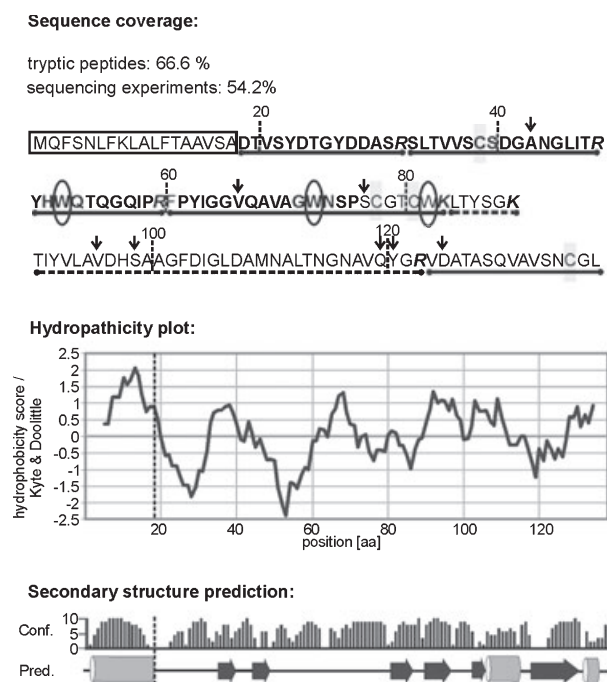 Sequence coverage:
tryptic peptides: 66.6 %
sequencing experiments: 54.2%
20 40
MQFSNLFKLALFTAAVSADTVSYDTGYDDASRSLTVVSCSDGANGLITR
60 80
YHWQTQGQIPRFPYIGGVQAVAGWNSPSCGTCWKLTYSGK
100 120
TIYVLAVDHSAAGFDIGLDAMNALTNGNAVQYGRVDATASQVAVSNCGL
Hydropathicity plot:
hydrophobicity score /
Kyte & Doolittle
2.5
2
1.5
1
0.5
0
-0.5
-1
-1.5
-2
-2.5
20 40 60 80 100 120
position [aa]
Secondary structure prediction:
Conf.
10
5
0
Pred.